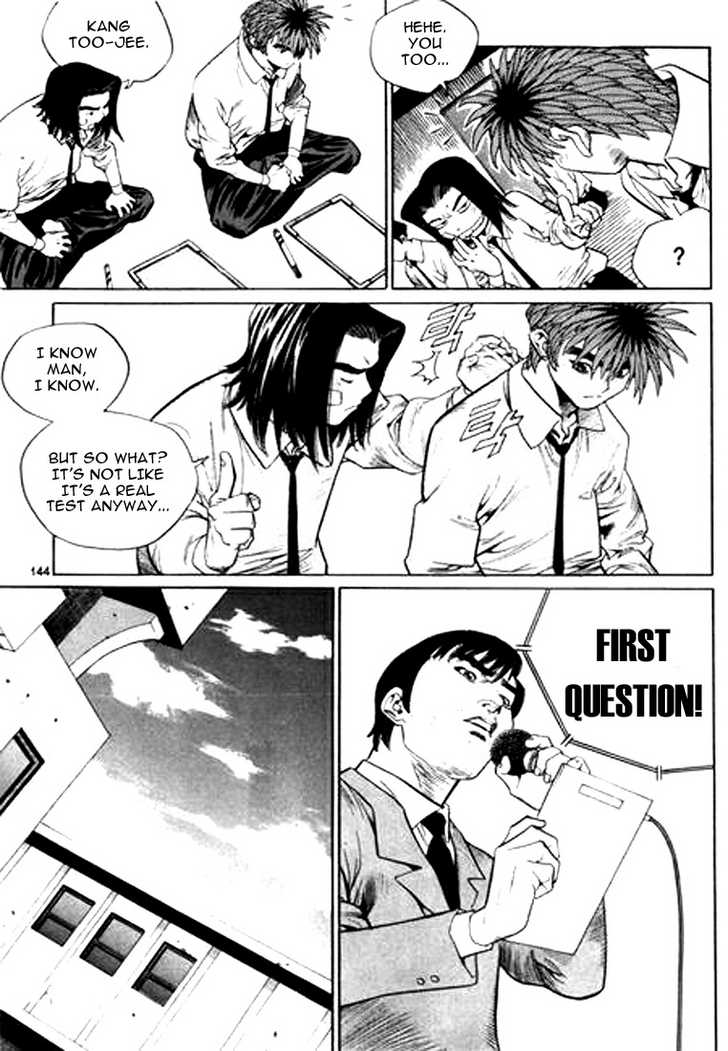 KANG
TOO-JEE.
HEHE,
YOU
TOO...
?
I KNOW
MAN,
I KNOW.
BUT SO WHAT?
IT'S NOT LIKE
IT'S A REAL
TEST ANYWAY...
144
FIRST
QUESTION!